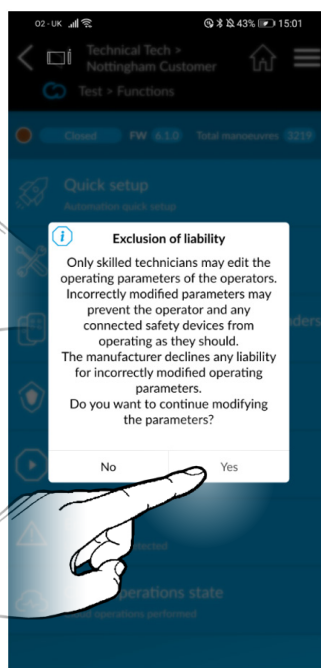 02 - UK 43% 15:01
Technical Tech >
Nottingham Customer
Test > Functions
Closed FW 6.1.0 Total manoeuvres 3219
Quick setup
Automation quick setup
i Exclusion of liability
Only skilled technicians may edit the
operating parameters of the operators.
Incorrectly modified parameters may
prevent the operator and any
connected safety devices from
operating as they should.
The manufacturer declines any liability
for incorrectly modified operating
parameters.
Do you want to continue modifying
the parameters?
No Yes
operations state
operations performed